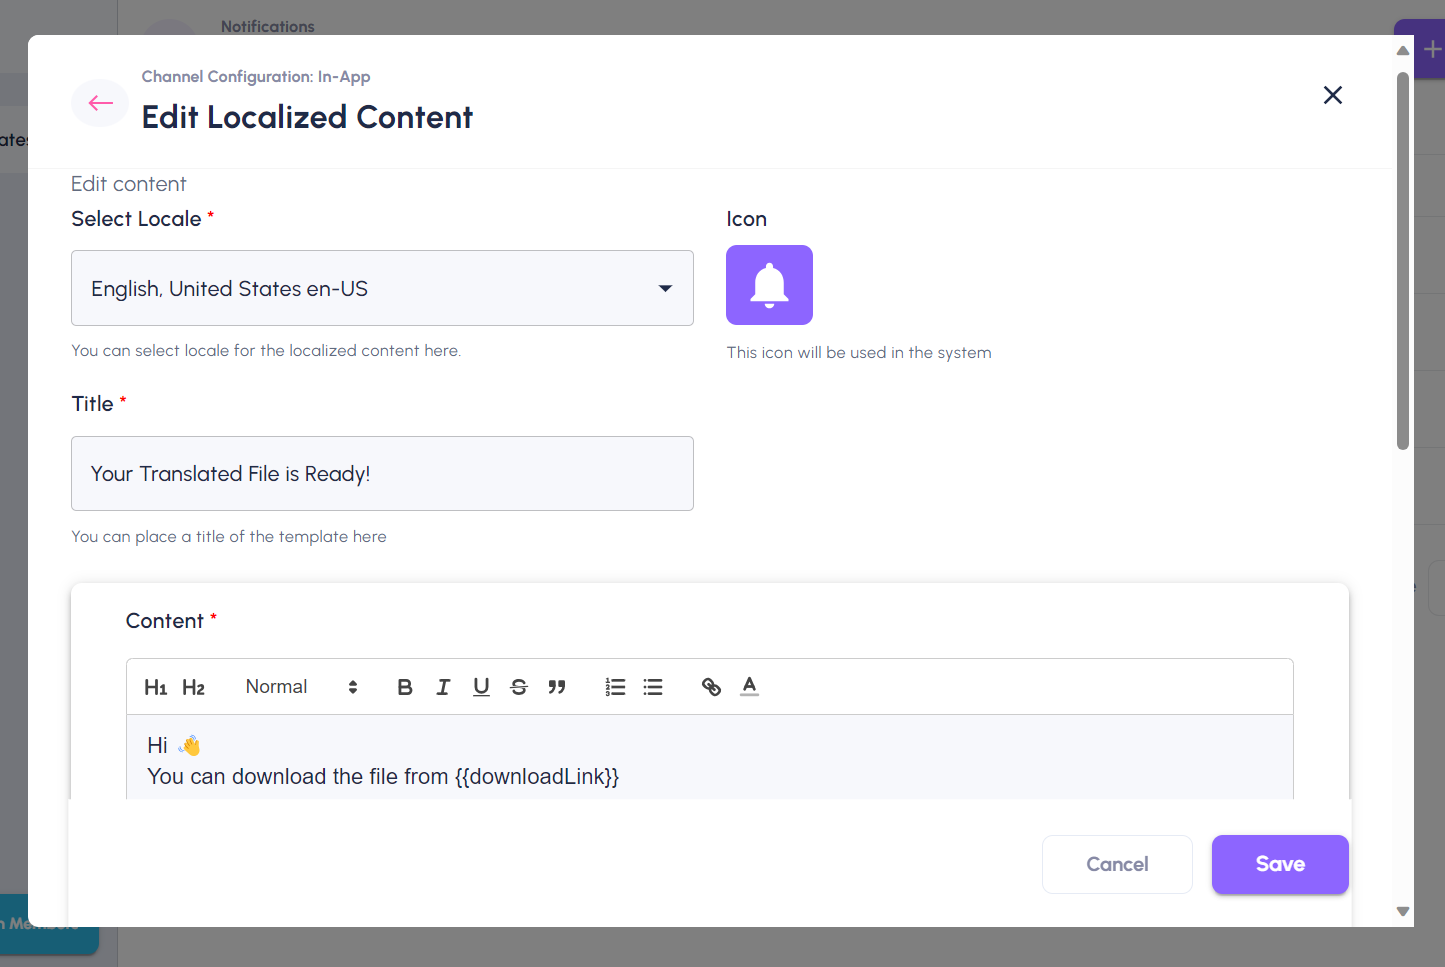 Notifications
Channel Configuration: In-App
Edit Localized Content
Edit content
Select Locale *
English, United States en-US
You can select locale for the localized content here.
Icon
This icon will be used in the system
Title *
Your Translated File is Ready!
You can place a title of the template here
Content *
H1 H2 Normal B I U S ” A
Hi 👋
You can download the file from {{downloadLink}}
Cancel
Save